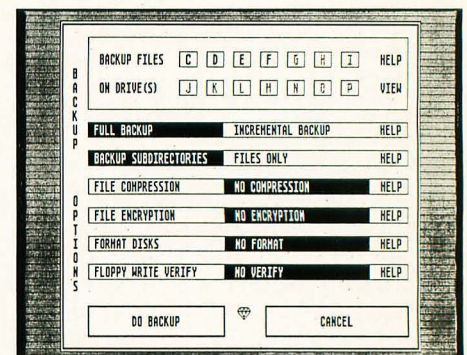 BACKUP OPTIONS
BACKUP FILES C D E F G H I HELP
ON DRIVE(S) J K L M N O P VIEW
FULL BACKUP INCREMENTAL BACKUP HELP
BACKUP SUBDIRECTORIES FILES ONLY HELP
FILE COMPRESSION NO COMPRESSION HELP
FILE ENCRYPTION NO ENCRYPTION HELP
FORMAT DISKS NO FORMAT HELP
FLOPPY WRITE VERIFY NO VERIFY HELP
DO BACKUP CANCEL